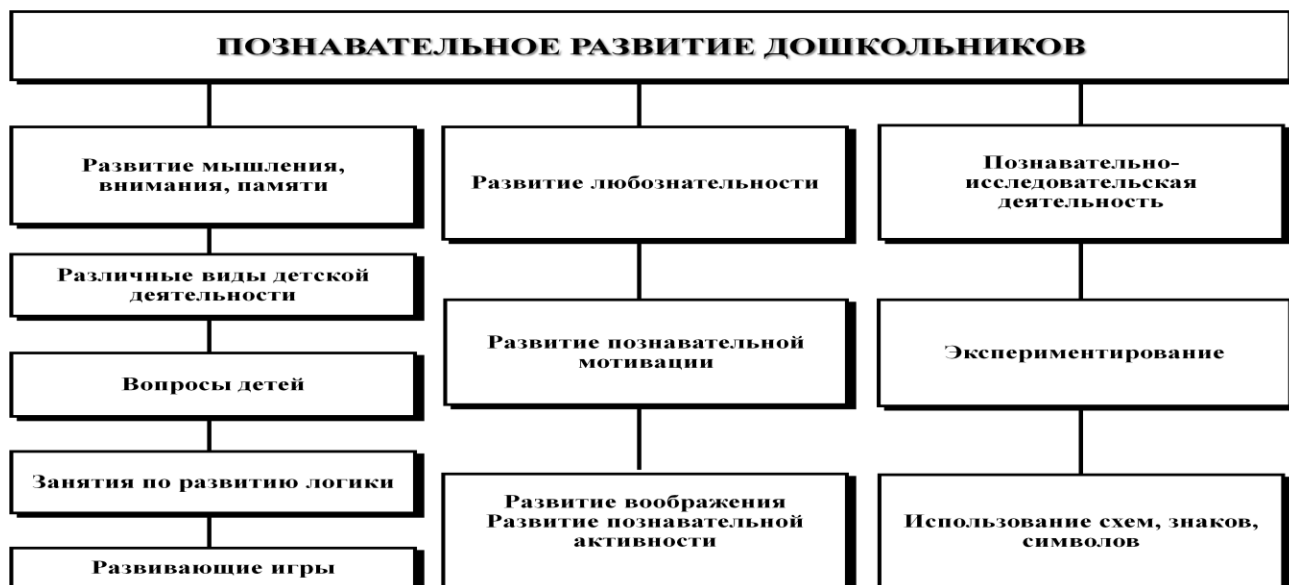 ПОЗНАВАТЕЛЬНОЕ РАЗВИТИЕ ДОШКОЛЬНИКОВ
Развитие мышления,
внимания, памяти
Различные виды детской
деятельности
Вопросы детей
Занятия по развитию логики
Развивающие игры
Развитие любознательности
Развитие познавательной
мотивации
Развитие воображения
Развитие познавательной
активности
Познавательно-
исследовательская
деятельность
Экспериментирование
Использование схем, знаков,
символов